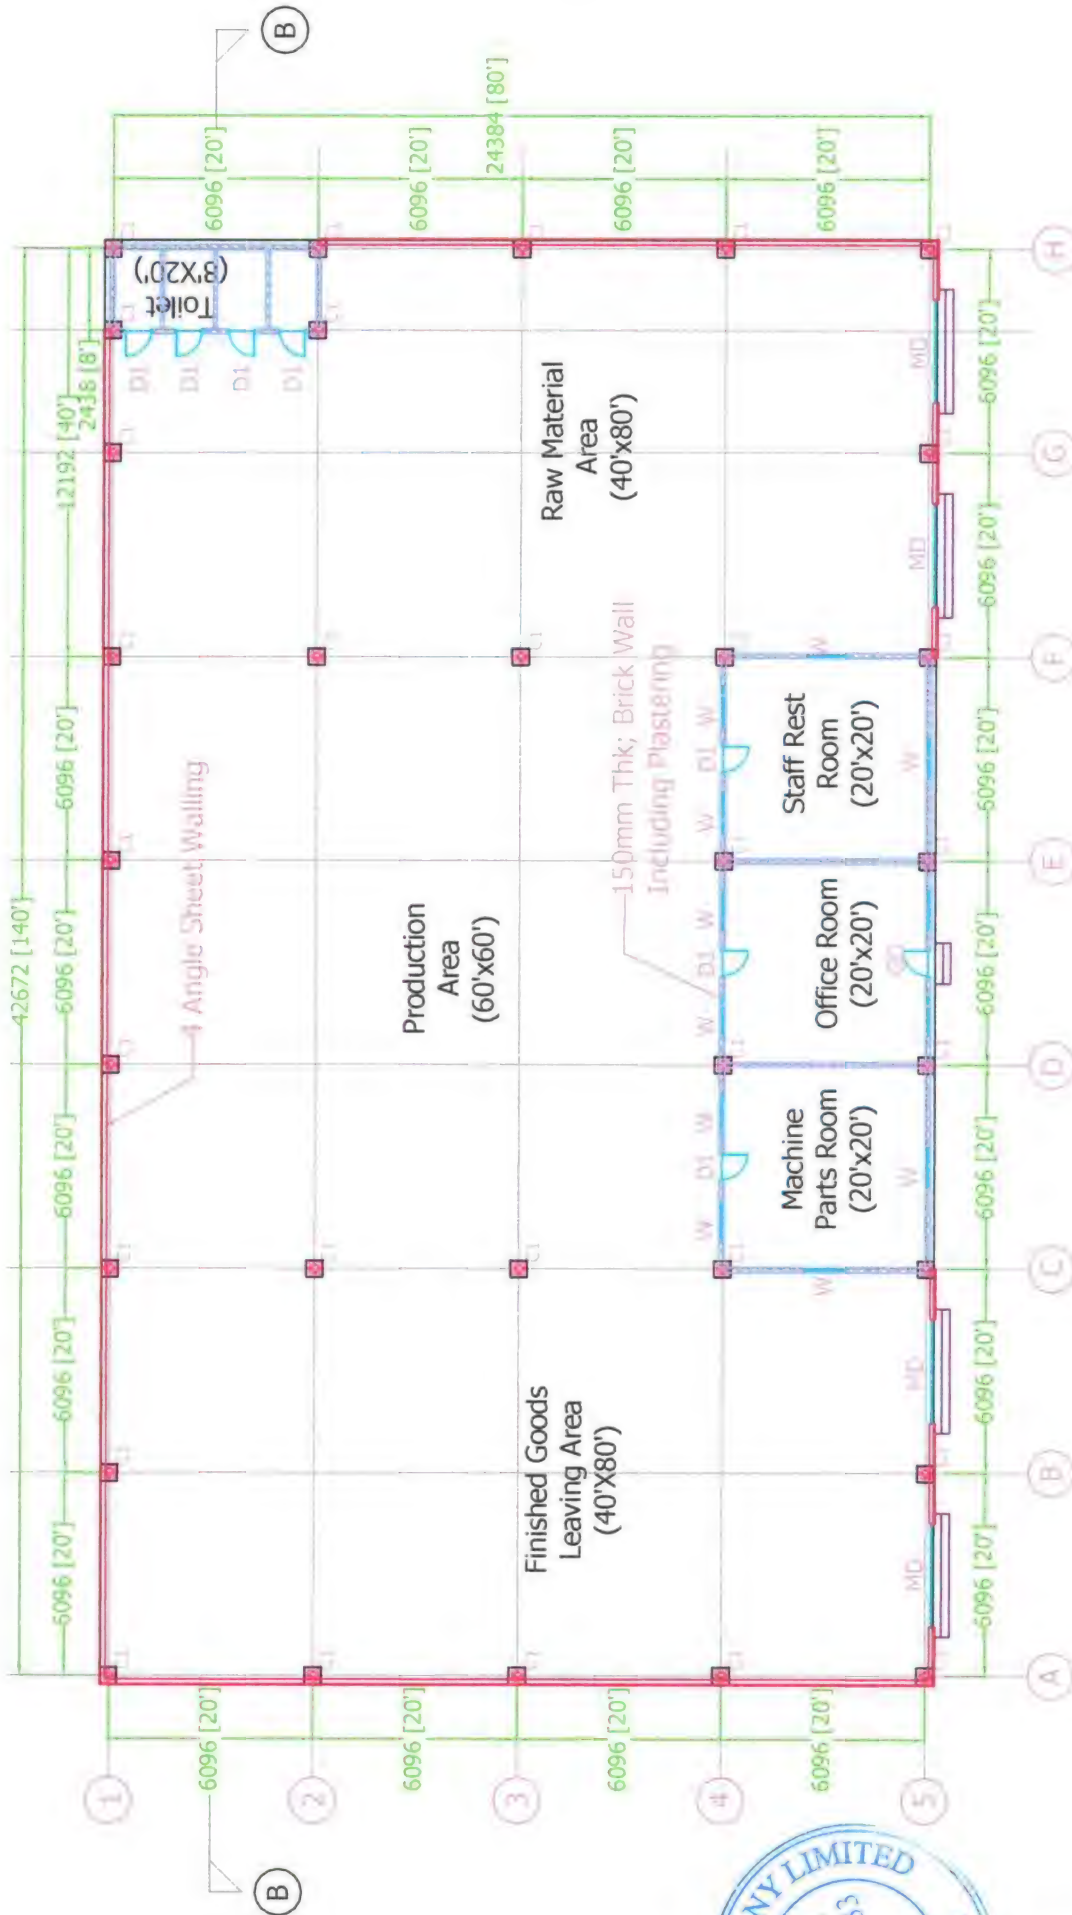 B
24384 [80']
6096 [20']
6096 [20']
6096 [20']
6096 [20']
42672 [140']
12192 [40']
2438 [8']
6096 [20']
6096 [20']
6096 [20']
6096 [20']
6096 [20']
Toilet
(8'X20')
D1
D1
D1
D1
4 Angle Sheet Walling
Raw Material
Area
(40'x80')
Production
Area
(60'x60')
Finished Goods
Leaving Area
(40'X80')
150mm Thk; Brick Wall
Including Plastering
W D1 W
W D1 W
W D1 W
Staff Rest
Room
(20'x20')
Office Room
(20'x20')
Machine
Parts Room
(20'x20')
W
W
W
W
MD
MD
MD
MD
C1
6096 [20']
6096 [20']
6096 [20']
6096 [20']
6096 [20']
6096 [20']
6096 [20']
H
G
F
E
D
C
B
A
6096 [20']
6096 [20']
6096 [20']
6096 [20']
1
2
3
4
5
B
NY LIMITED